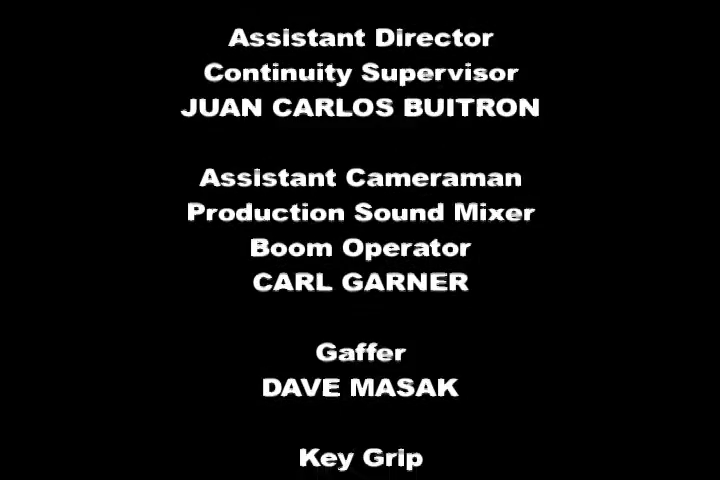 Assistant Director
Continuity Supervisor
JUAN CARLOS BUITRON
Assistant Cameraman
Production Sound Mixer
Boom Operator
CARL GARNER
Gaffer
DAVE MASAK
Key Grip